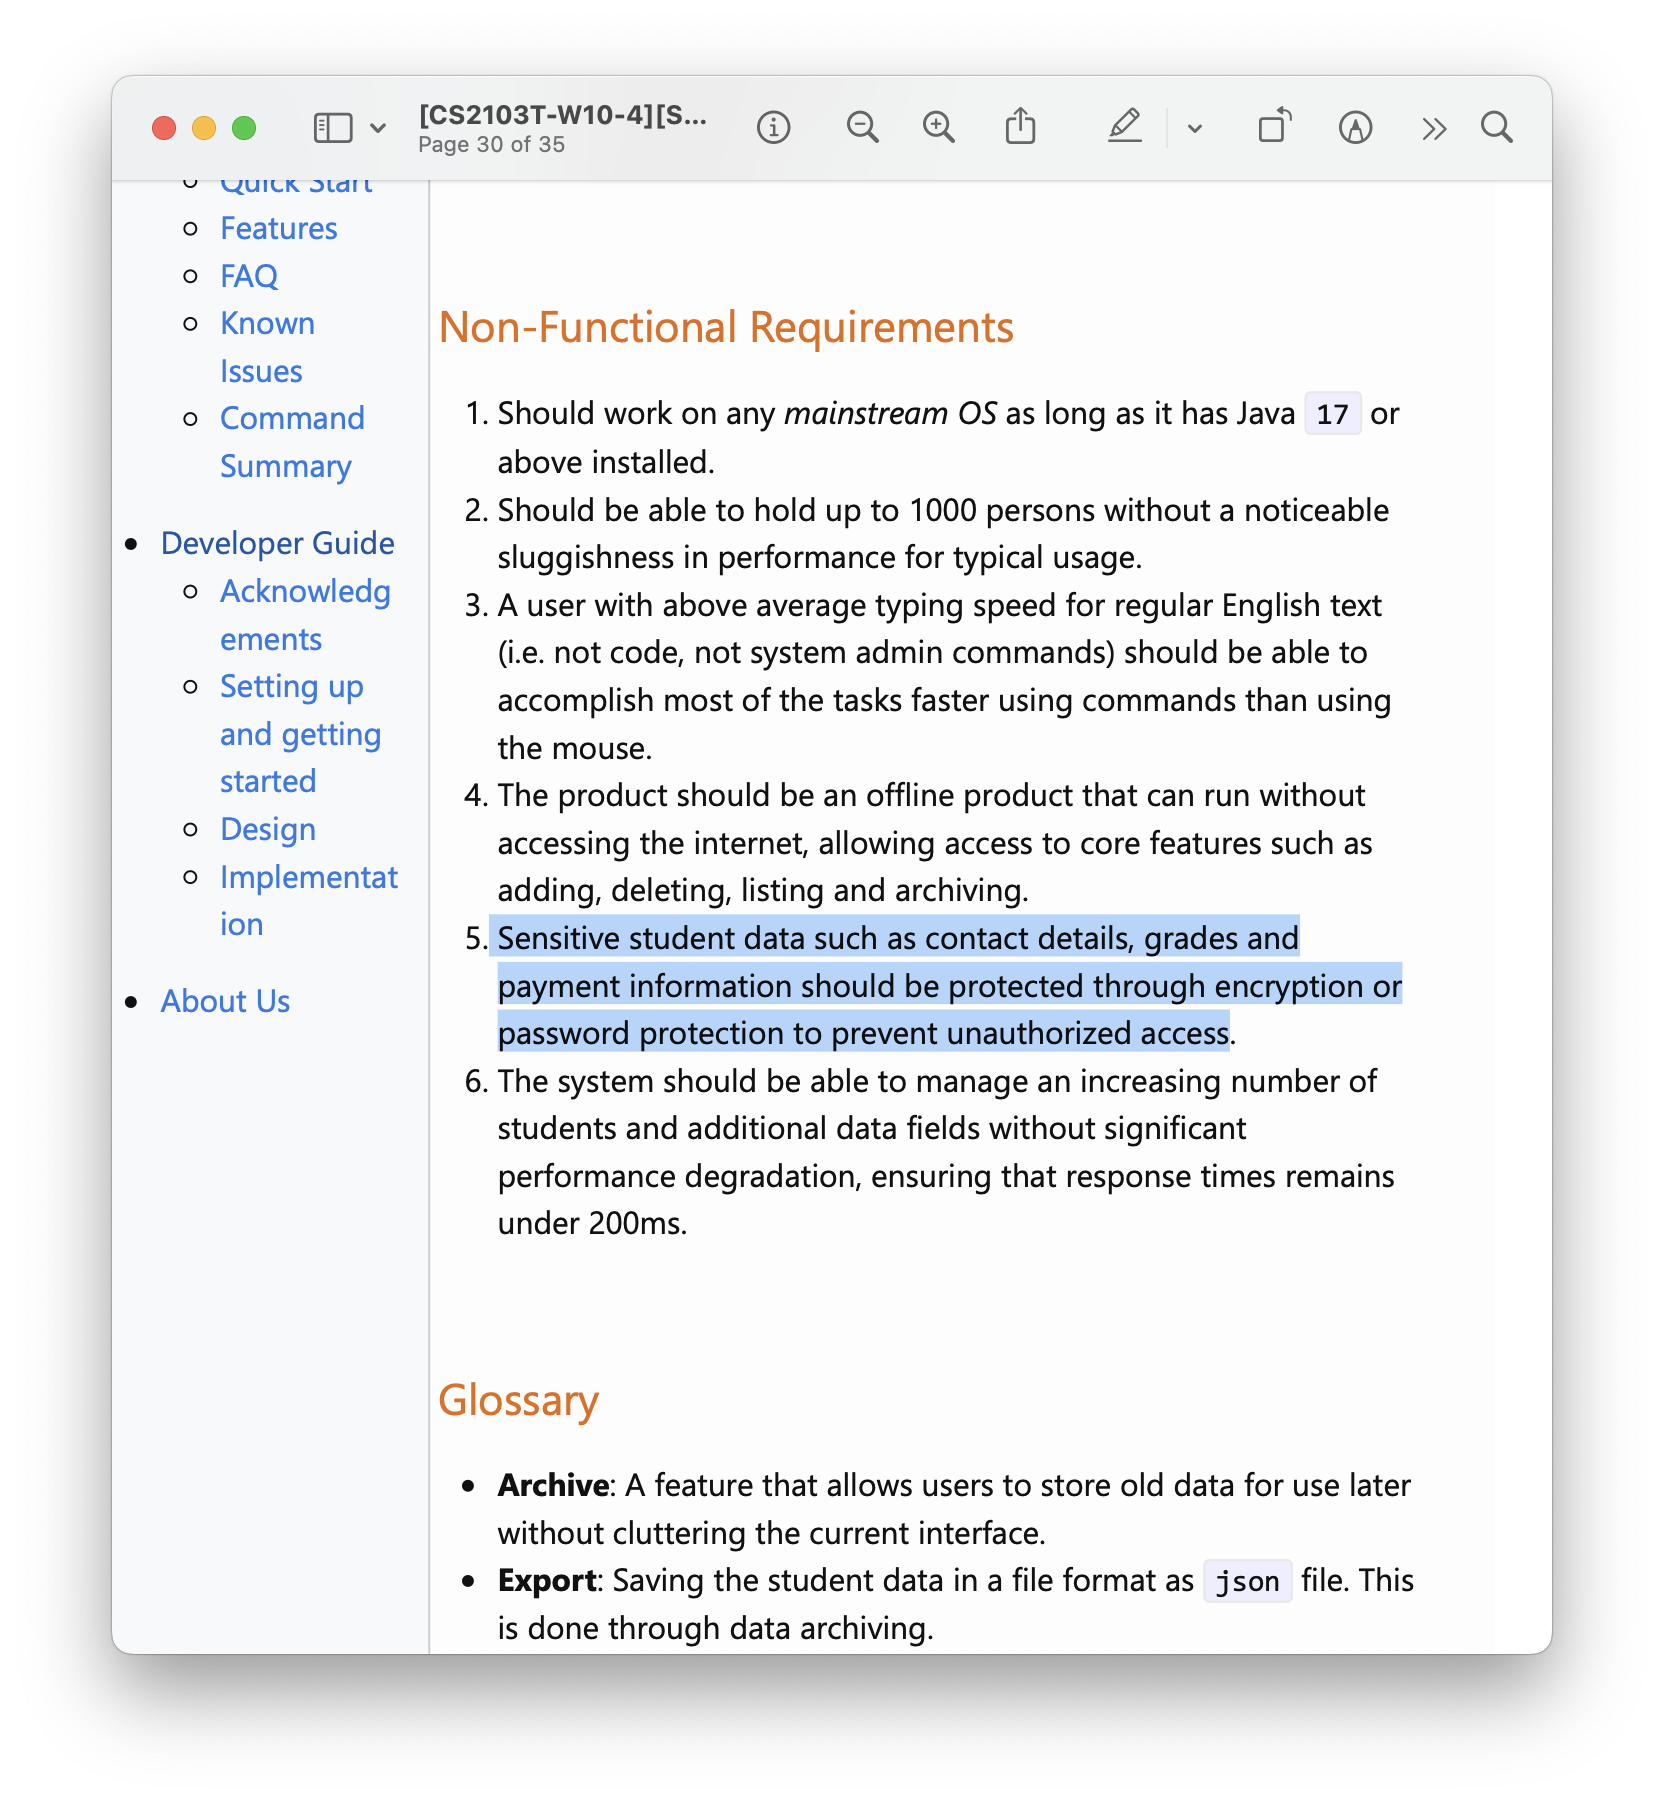 [CS2103T-W10-4][S...
Page 30 of 35
Quick Start
Features
FAQ
Known
Issues
Command
Summary
Developer Guide
Acknowledg
ements
Setting up
and getting
started
Design
Implementat
ion
About Us
Non-Functional Requirements
1. Should work on any mainstream OS as long as it has Java 17 or
above installed.
2. Should be able to hold up to 1000 persons without a noticeable
sluggishness in performance for typical usage.
3. A user with above average typing speed for regular English text
(i.e. not code, not system admin commands) should be able to
accomplish most of the tasks faster using commands than using
the mouse.
4. The product should be an offline product that can run without
accessing the internet, allowing access to core features such as
adding, deleting, listing and archiving.
5. Sensitive student data such as contact details, grades and
payment information should be protected through encryption or
password protection to prevent unauthorized access.
6. The system should be able to manage an increasing number of
students and additional data fields without significant
performance degradation, ensuring that response times remains
under 200ms.
Glossary
Archive: A feature that allows users to store old data for use later
without cluttering the current interface.
Export: Saving the student data in a file format as json file. This
is done through data archiving.